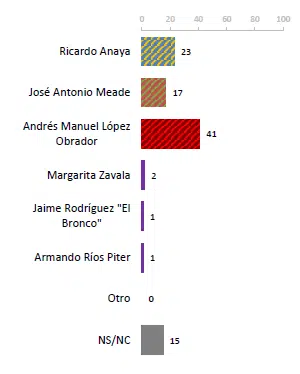 0 20 40 60 80 100
Ricardo Anaya 23
José Antonio Meade 17
Andrés Manuel López
Obrador 41
Margarita Zavala 2
Jaime Rodríguez "El
Bronco" 1
Armando Ríos Piter 1
Otro 0
NS/NC 15